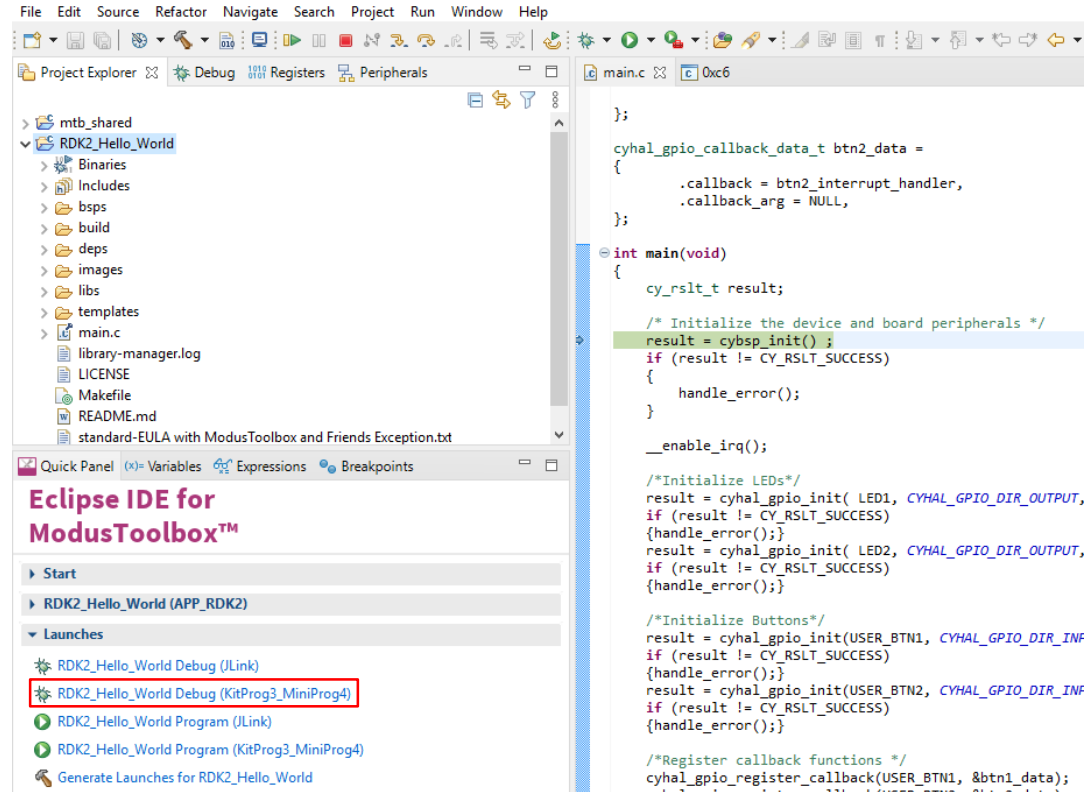 File Edit Source Refactor Navigate Search Project Run Window Help
Project Explorer Debug Registers Peripherals
mtb_shared
RDK2_Hello_World
Binaries
Includes
bsps
build
deps
images
libs
templates
main.c
library-manager.log
LICENSE
Makefile
README.md
standard-EULA with ModusToolbox and Friends Exception.txt
Quick Panel (x)= Variables Expressions Breakpoints
Eclipse IDE for
ModusToolbox™
Start
RDK2_Hello_World (APP_RDK2)
Launches
RDK2_Hello_World Debug (JLink)
RDK2_Hello_World Debug (KitProg3_MiniProg4)
RDK2_Hello_World Program (JLink)
RDK2_Hello_World Program (KitProg3_MiniProg4)
Generate Launches for RDK2_Hello_World
main.c 0xc6
};
cyhal_gpio_callback_data_t btn2_data =
{
.callback = btn2_interrupt_handler,
.callback_arg = NULL,
};
int main(void)
{
cy_rslt_t result;
/* Initialize the device and board peripherals */
result = cybsp_init() ;
if (result != CY_RSLT_SUCCESS)
{
handle_error();
}
__enable_irq();
/*Initialize LEDs*/
result = cyhal_gpio_init( LED1, CYHAL_GPIO_DIR_OUTPUT,
if (result != CY_RSLT_SUCCESS)
{handle_error();}
result = cyhal_gpio_init( LED2, CYHAL_GPIO_DIR_OUTPUT,
if (result != CY_RSLT_SUCCESS)
{handle_error();}
/*Initialize Buttons*/
result = cyhal_gpio_init(USER_BTN1, CYHAL_GPIO_DIR_INP
if (result != CY_RSLT_SUCCESS)
{handle_error();}
result = cyhal_gpio_init(USER_BTN2, CYHAL_GPIO_DIR_INP
if (result != CY_RSLT_SUCCESS)
{handle_error();}
/*Register callback functions */
cyhal_gpio_register_callback(USER_BTN1, &btn1_data);